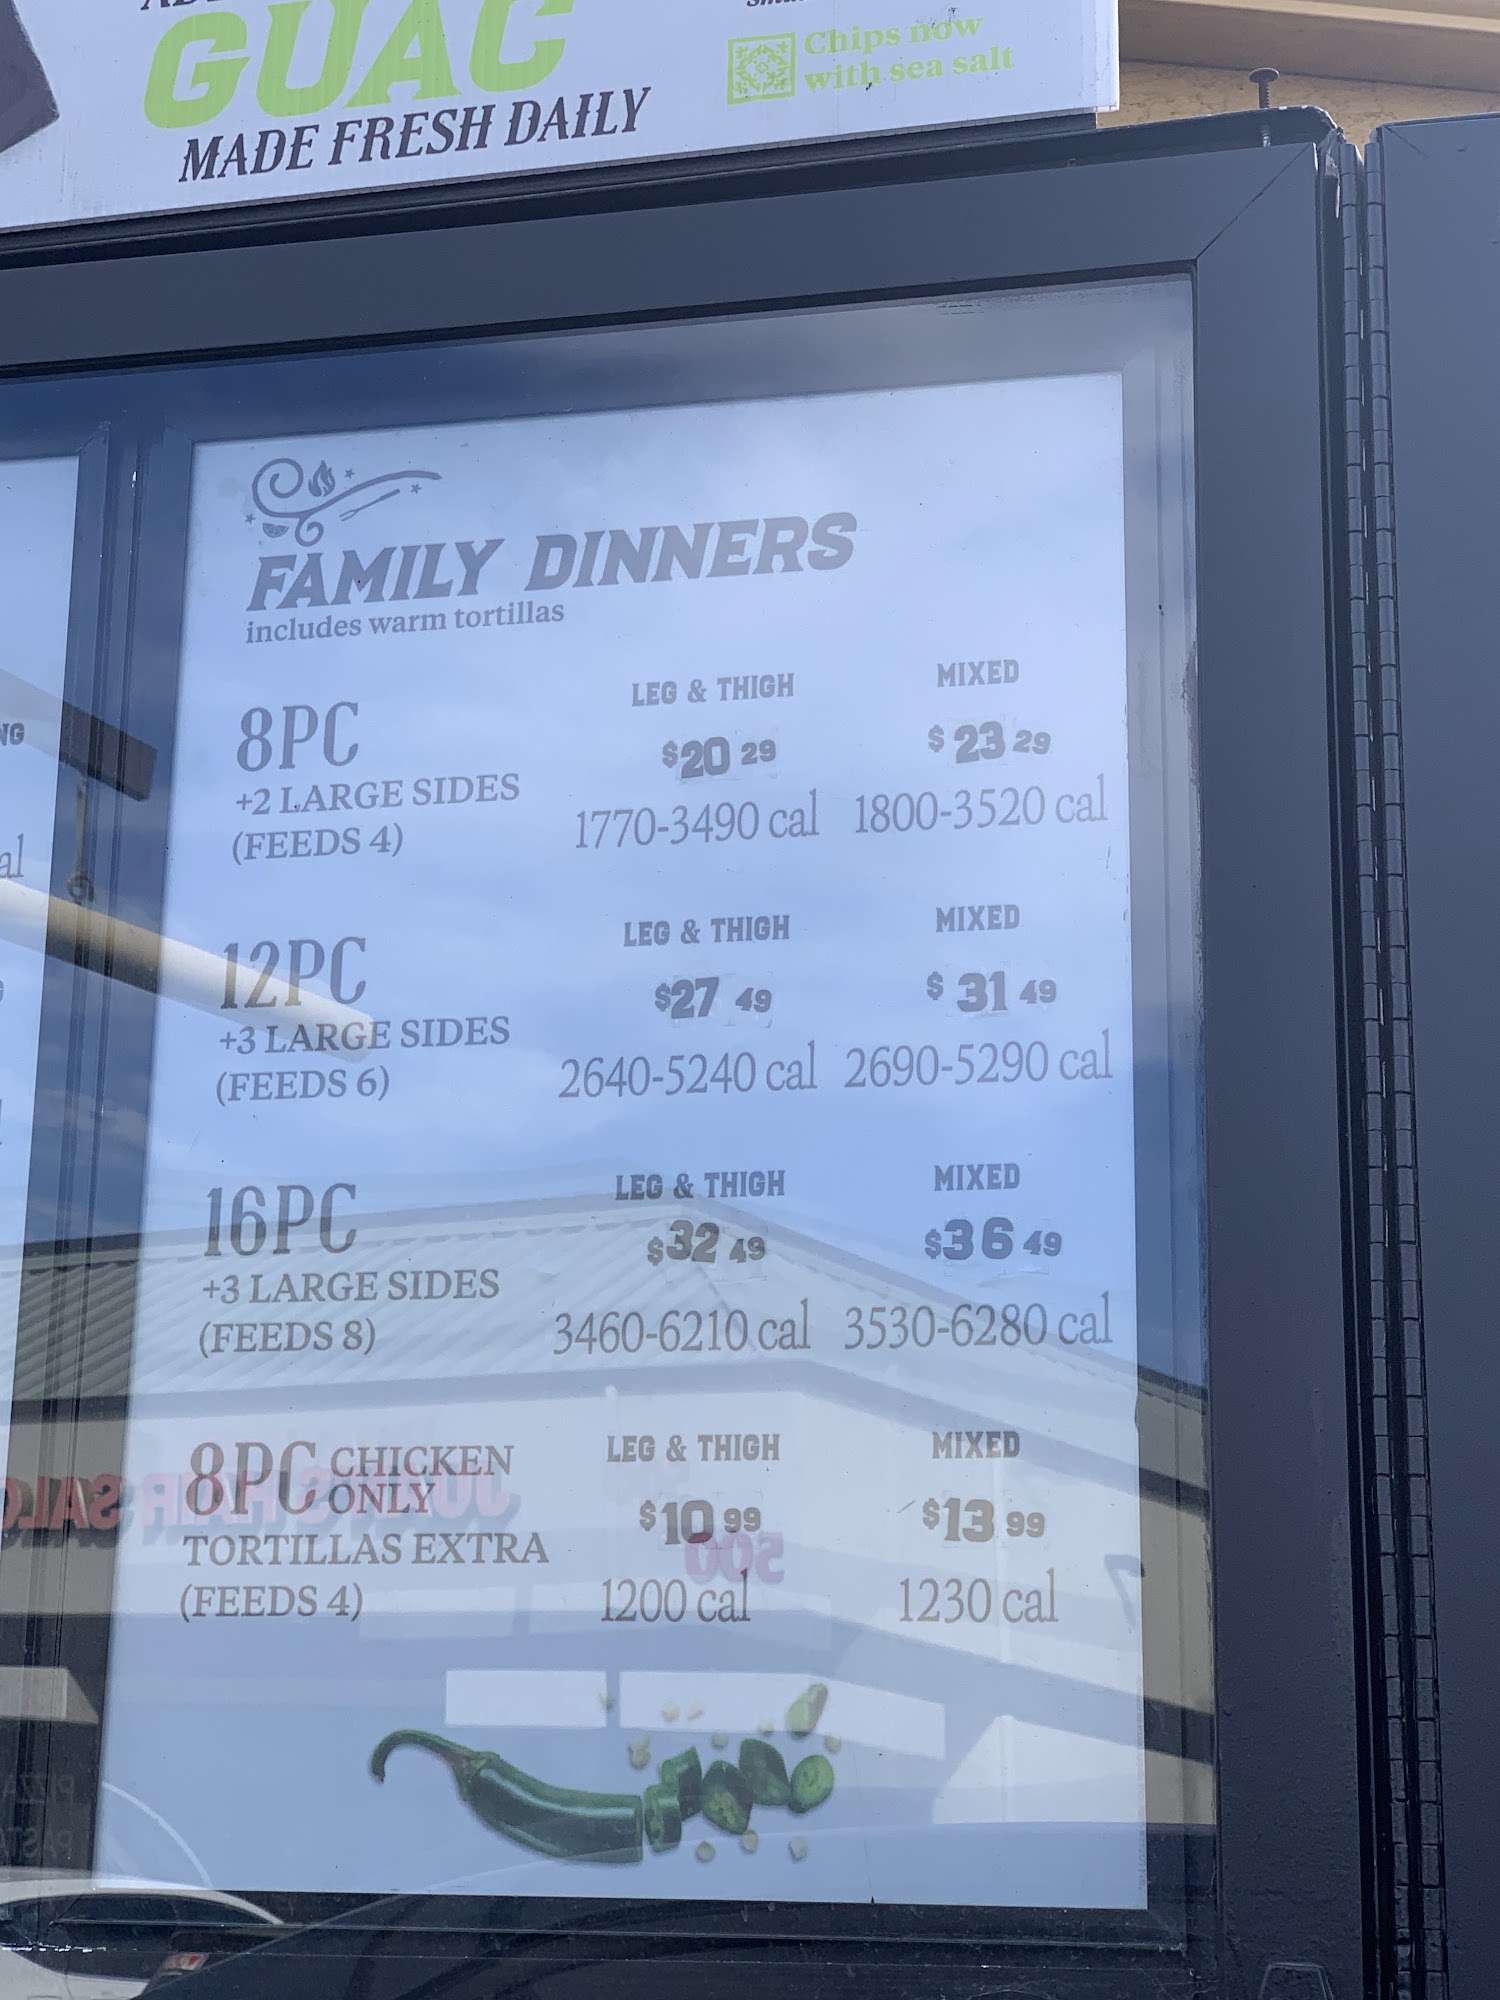 GUAC
MADE FRESH DAILY
Chips now
with sea salt
FAMILY DINNERS
includes warm tortillas
8PC
+2 LARGE SIDES
(FEEDS 4)
LEG & THIGH
$20 29
1770-3490 cal
MIXED
$23 29
1800-3520 cal
12PC
+3 LARGE SIDES
(FEEDS 6)
LEG & THIGH
$27 49
2640-5240 cal
MIXED
$31 49
2690-5290 cal
16PC
+3 LARGE SIDES
(FEEDS 8)
LEG & THIGH
$32 49
3460-6210 cal
MIXED
$36 49
3530-6280 cal
8PC CHICKEN
ONLY
TORTILLAS EXTRA
(FEEDS 4)
LEG & THIGH
$10 99
1200 cal
MIXED
$13 99
1230 cal